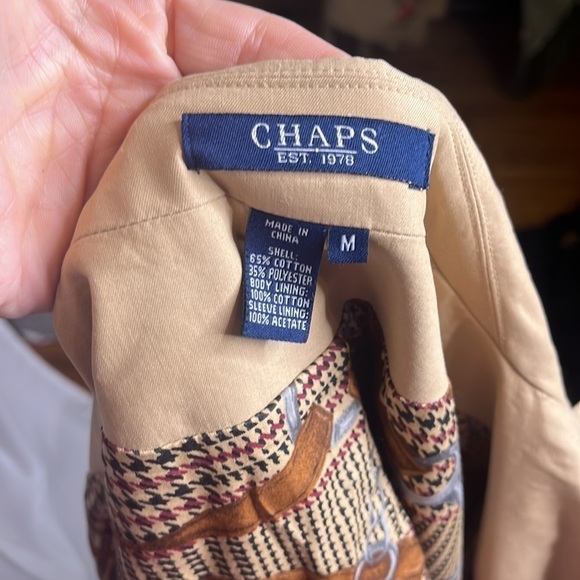 CHAPS
EST. 1978
MADE IN
CHINA
M
SHELL:
65% COTTON
35% POLYESTER
BODY LINING:
100% COTTON
SLEEVE LINING:
100% ACETATE